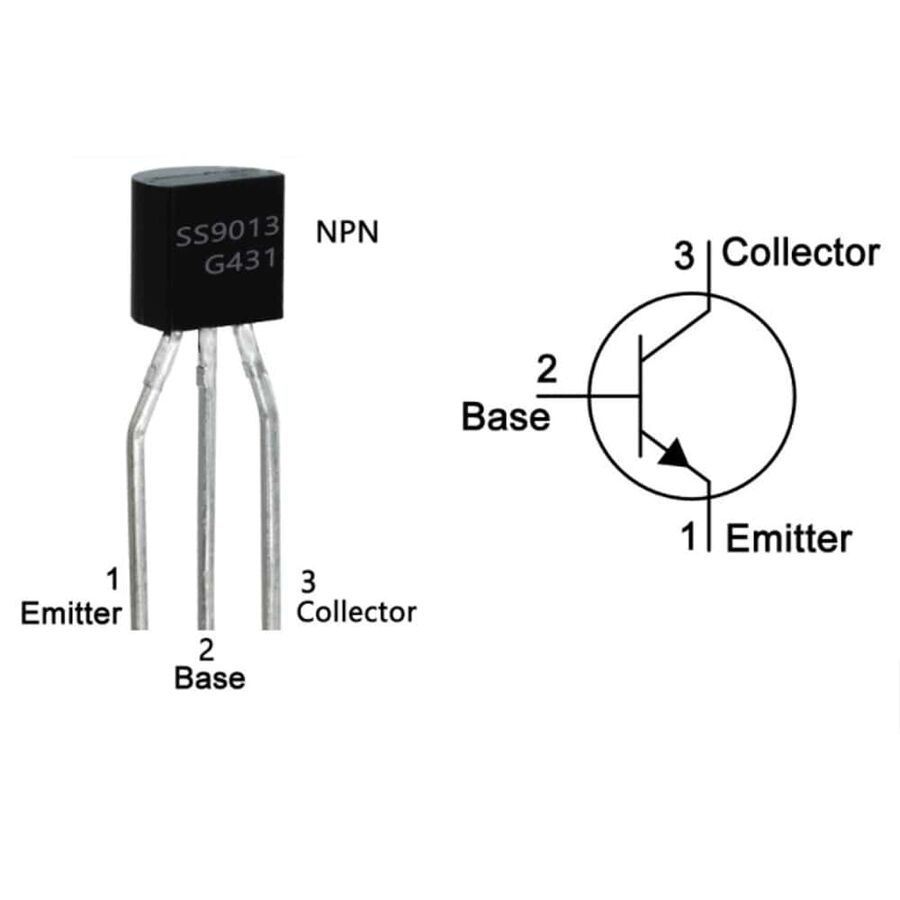 SS9013
G431
NPN
1
Emitter
2
Base
3
Collector
3 Collector
2
Base
1 Emitter